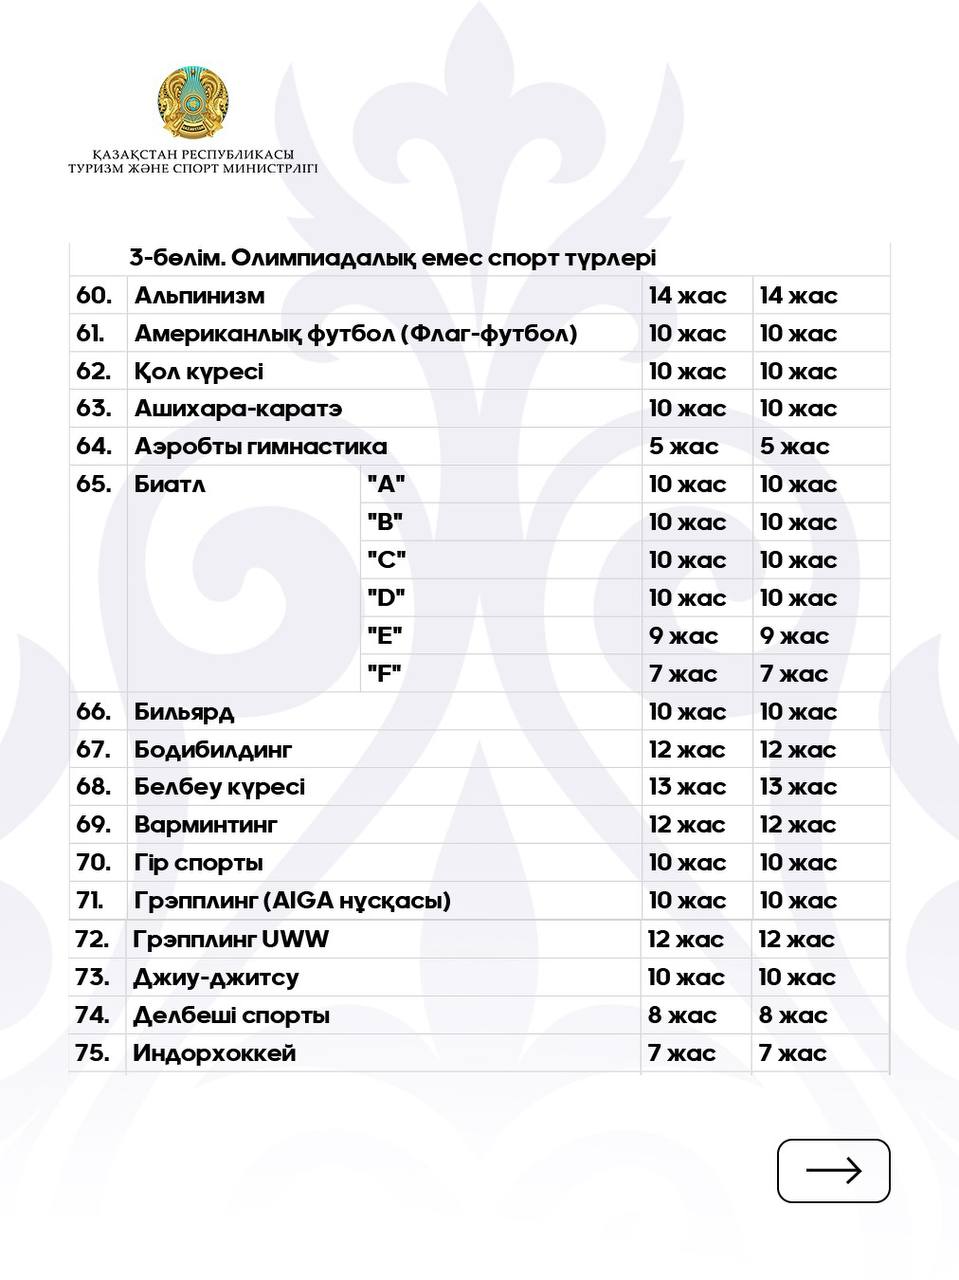 ҚАЗАҚСТАН
ҚАЗАҚСТАН РЕСПУБЛИКАСЫ
ТУРИЗМ ЖӘНЕ СПОРТ МИНИСТРЛІГІ
3-бөлім. Олимпиадалық емес спорт түрлері
60. Альпинизм 14 жас 14 жас
61. Американлық футбол (Флаг-футбол) 10 жас 10 жас
62. Қол күресі 10 жас 10 жас
63. Ашихара-каратэ 10 жас 10 жас
64. Аэробты гимнастика 5 жас 5 жас
65. Биатл "A" 10 жас 10 жас
"B" 10 жас 10 жас
"C" 10 жас 10 жас
"D" 10 жас 10 жас
"E" 9 жас 9 жас
"F" 7 жас 7 жас
66. Бильярд 10 жас 10 жас
67. Бодибилдинг 12 жас 12 жас
68. Белбеу күресі 13 жас 13 жас
69. Варминтинг 12 жас 12 жас
70. Гір спорты 10 жас 10 жас
71. Грэпплинг (AIGA нұсқасы) 10 жас 10 жас
72. Грэпплинг UWW 12 жас 12 жас
73. Джиу-джитсу 10 жас 10 жас
74. Делбеші спорты 8 жас 8 жас
75. Индорхоккей 7 жас 7 жас